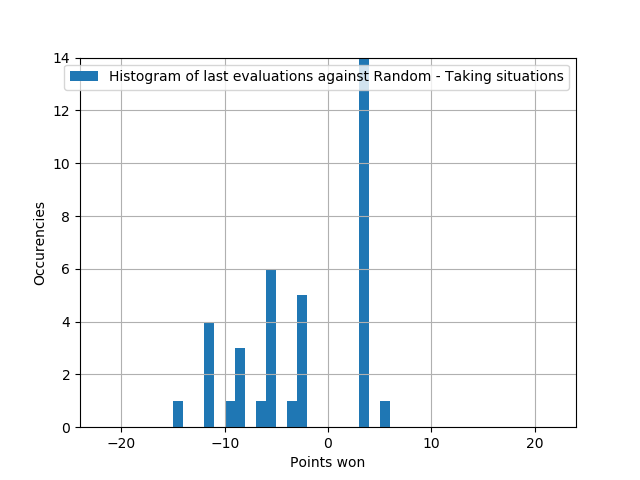 14
Histogram of last evaluations against Random - Taking situations
12
10
8
6
4
2
0
Occurencies
−20 −10 0 10 20
Points won